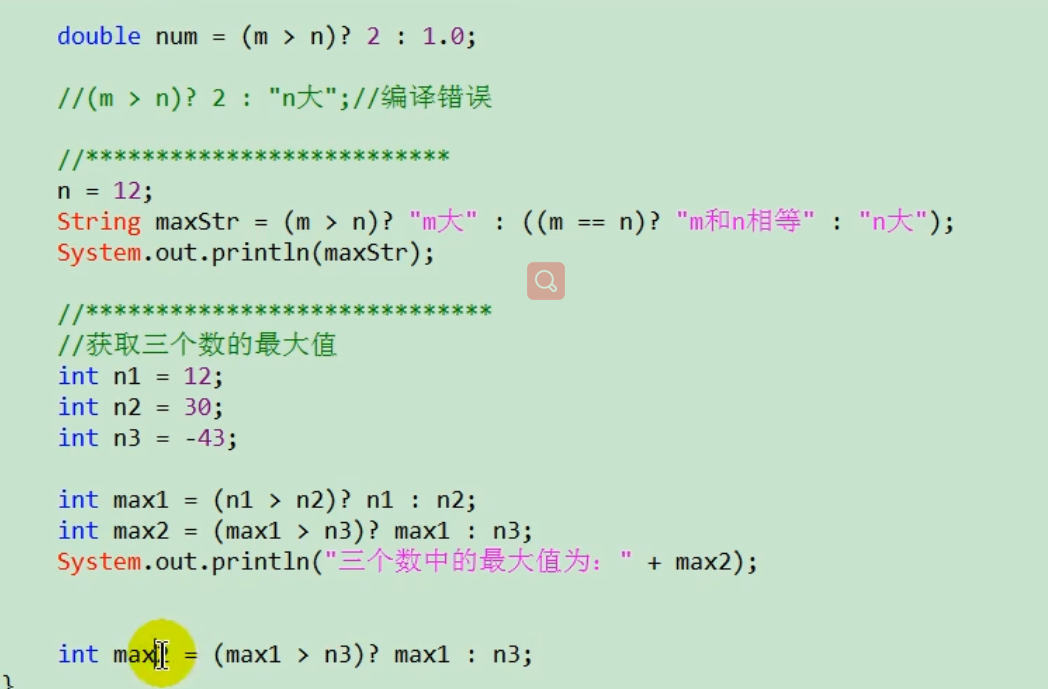 double num = (m > n)? 2 : 1.0;
//(m > n)? 2 : "n大";//编译错误
//**************************
n = 12;
String maxStr = (m > n)? "m大" : ((m == n)? "m和n相等" : "n大");
System.out.println(maxStr);
//*****************************
//获取三个数的最大值
int n1 = 12;
int n2 = 30;
int n3 = -43;
int max1 = (n1 > n2)? n1 : n2;
int max2 = (max1 > n3)? max1 : n3;
System.out.println("三个数中的最大值为：" + max2);
int max2 = (max1 > n3)? max1 : n3;
}